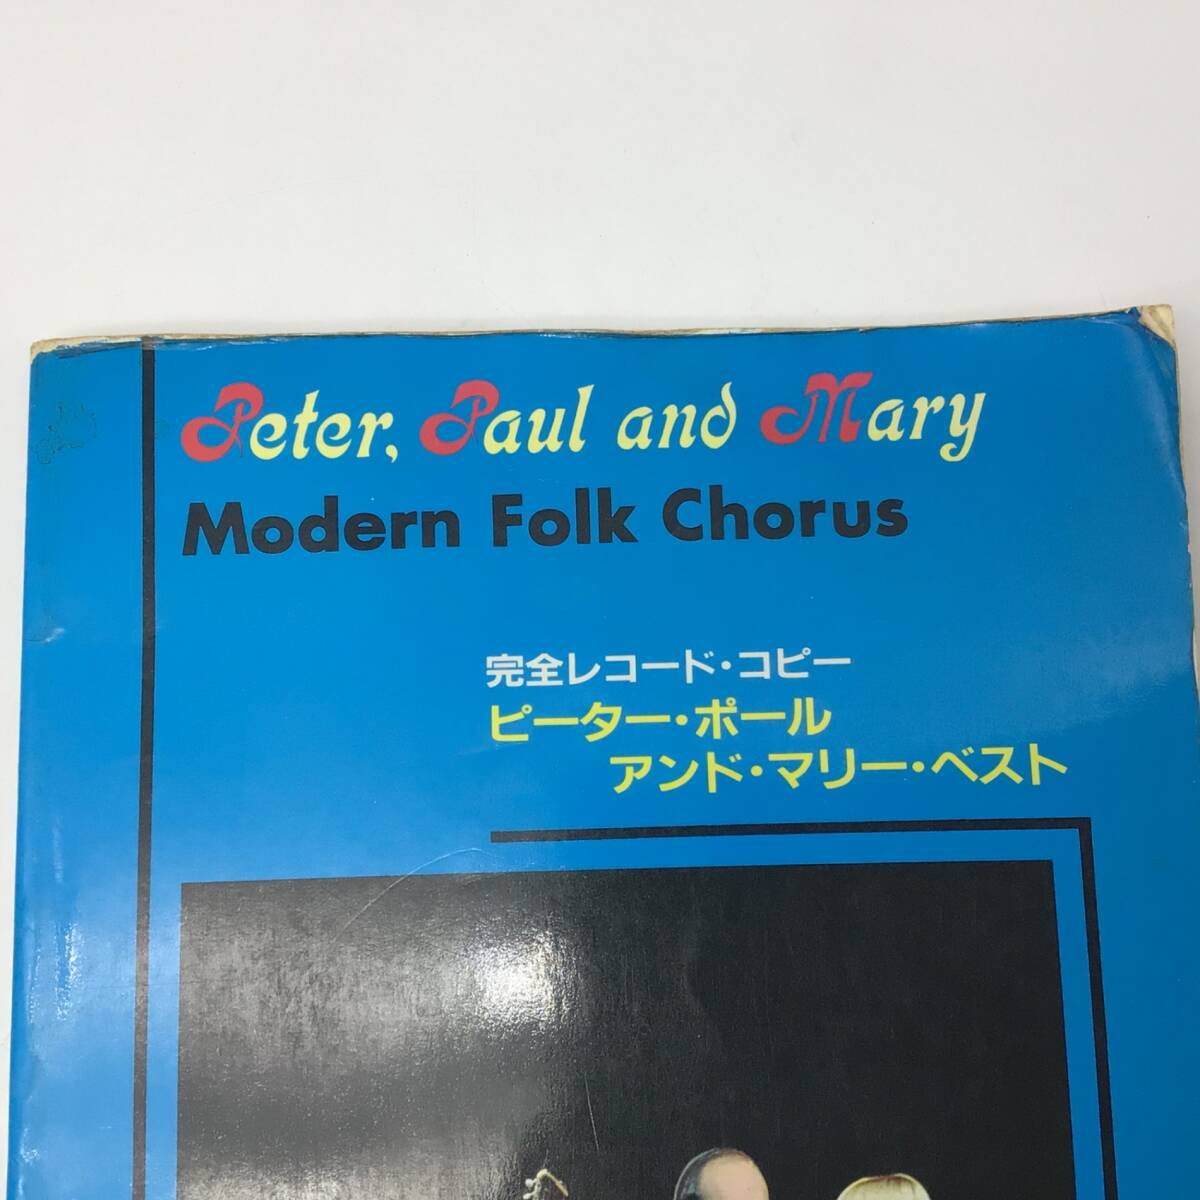 Peter, Paul and Mary
Modern Folk Chorus
完全レコード・コピー
ピーター・ポール
アンド・マリー・ベスト